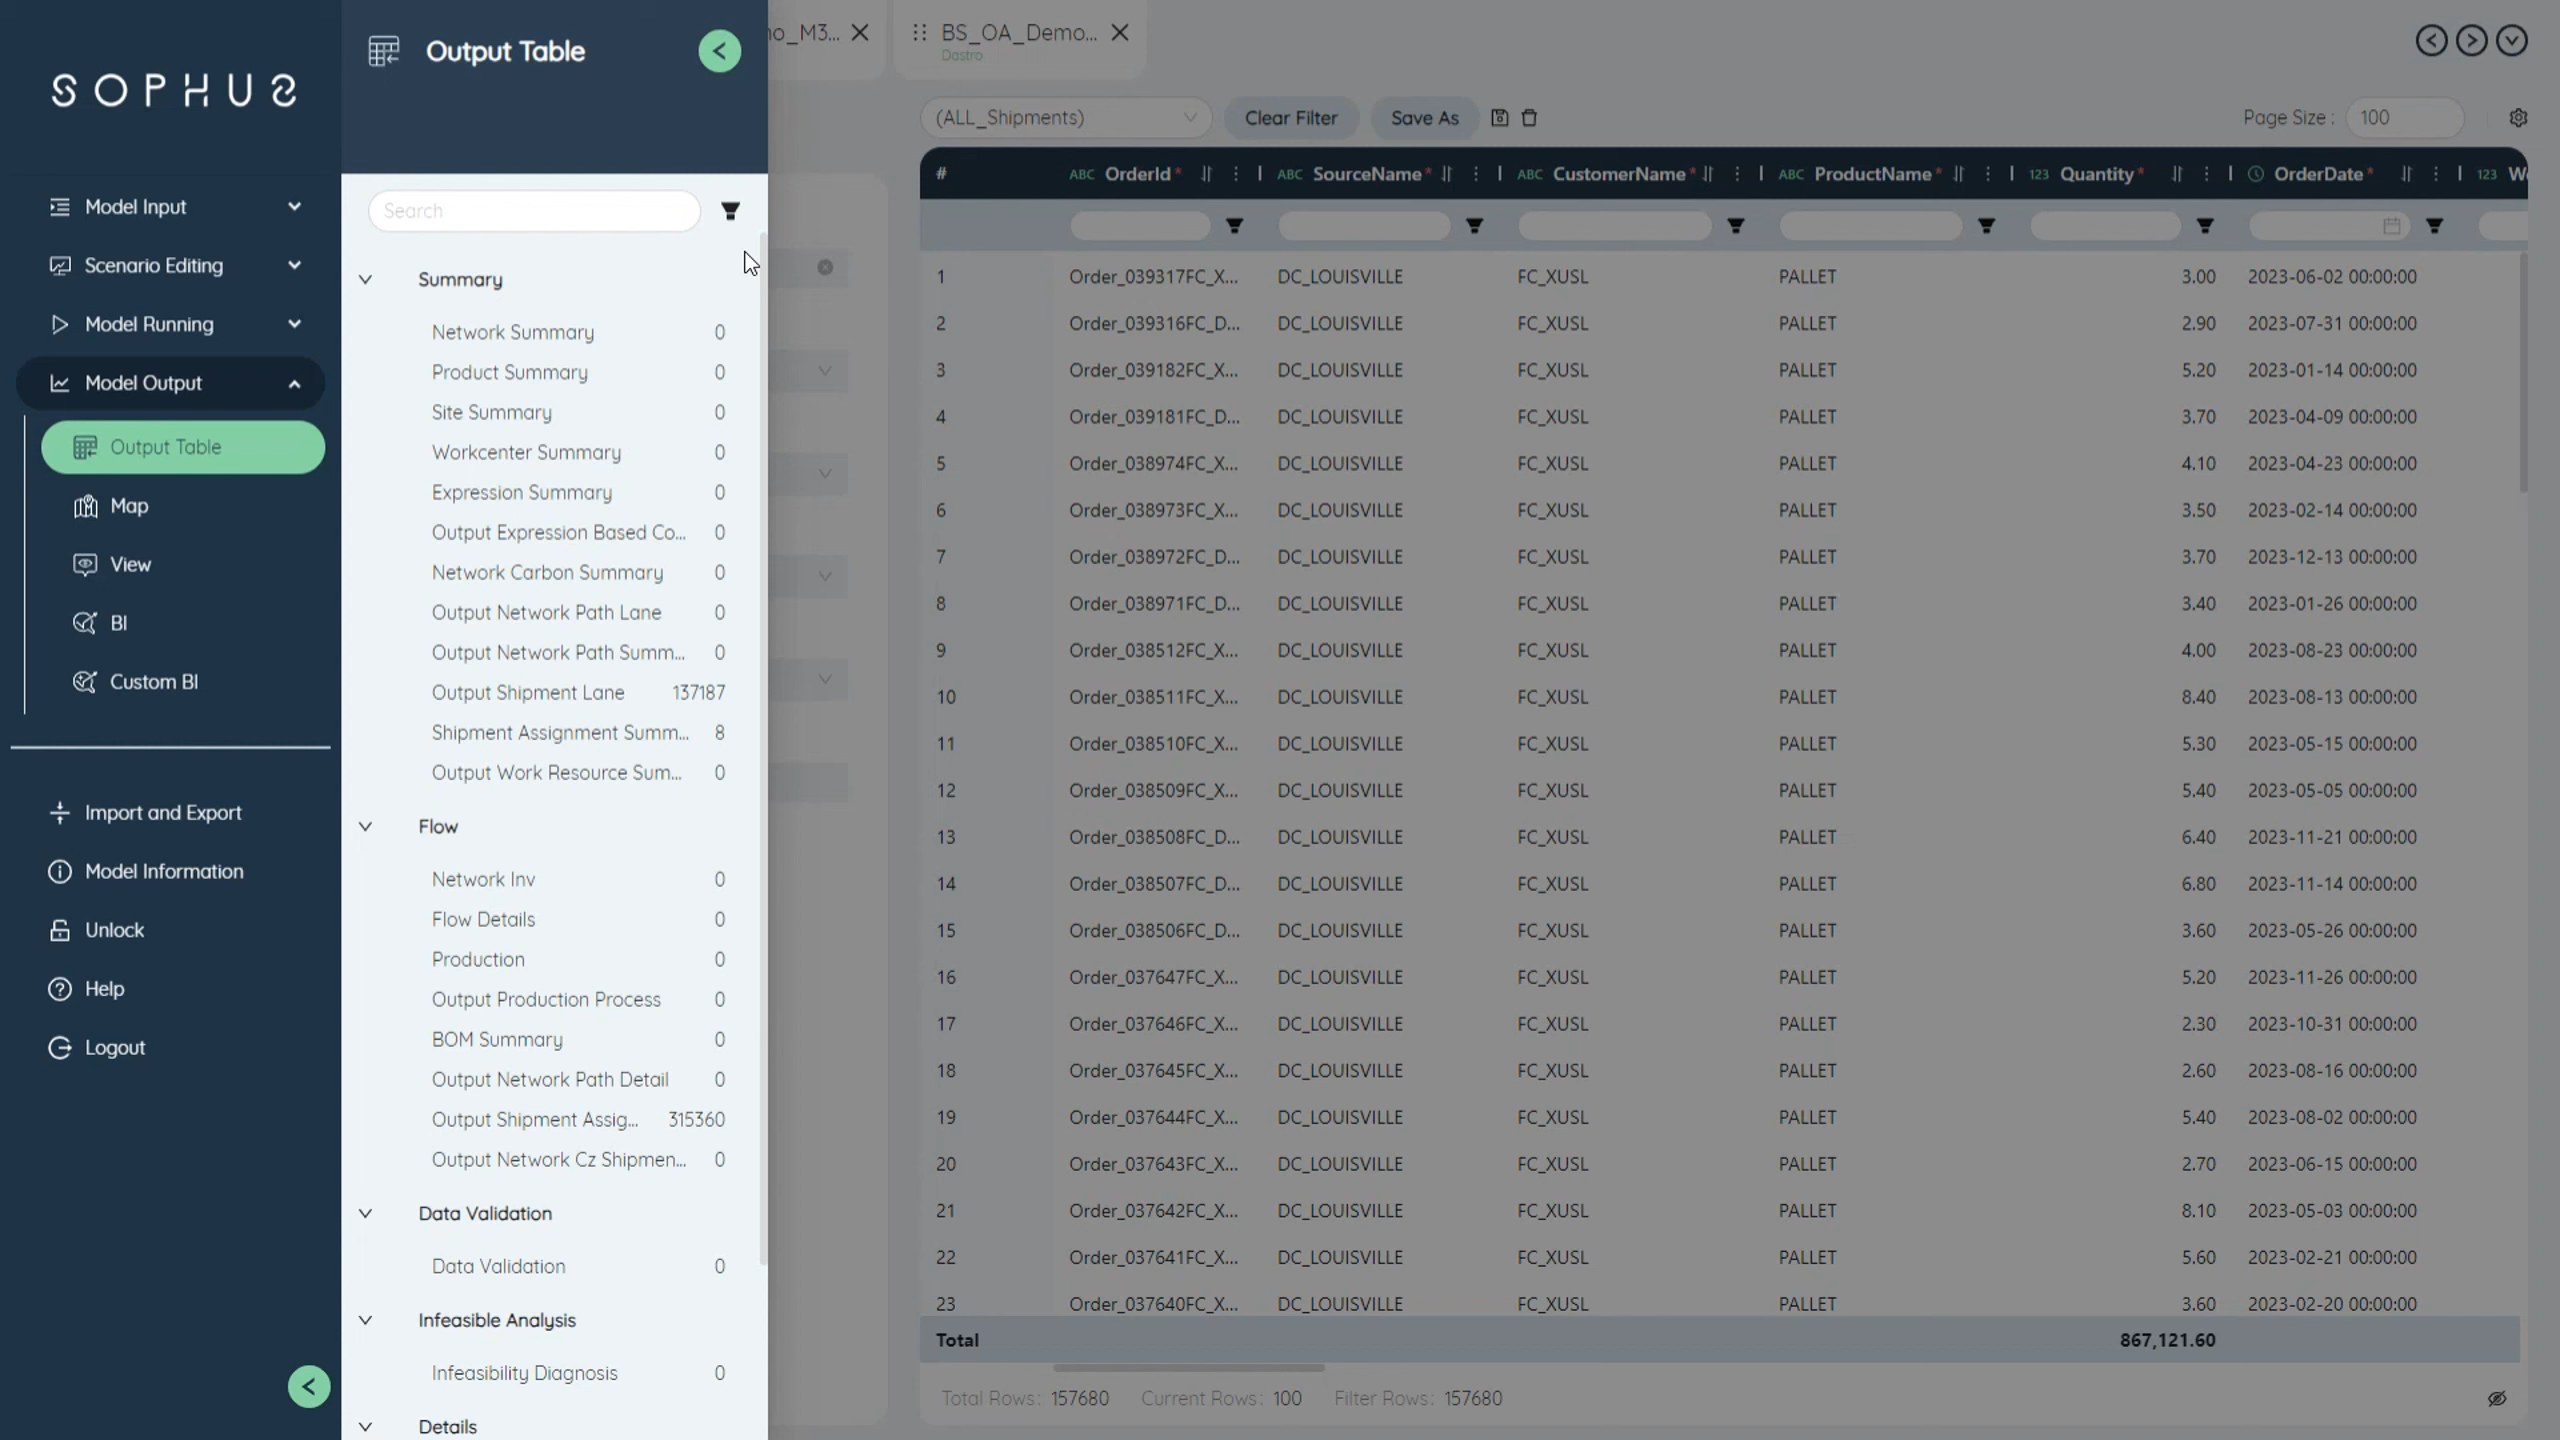 SOPHUS
Model Input
Scenario Editing
Model Running
Model Output
Output Table
Map
View
BI
Custom BI
Import and Export
Model Information
Unlock
Help
Logout
Output Table
Search
Summary
Network Summary 0
Product Summary 0
Site Summary 0
Workcenter Summary 0
Expression Summary 0
Output Expression Based Co... 0
Network Carbon Summary 0
Output Network Path Lane 0
Output Network Path Summ... 0
Output Shipment Lane 137187
Shipment Assignment Summ... 8
Output Work Resource Sum... 0
Flow
Network Inv 0
Flow Details 0
Production 0
Output Production Process 0
BOM Summary 0
Output Network Path Detail 0
Output Shipment Assig... 315360
Output Network Cz Shipmen... 0
Data Validation
Data Validation 0
Infeasible Analysis
Infeasibility Diagnosis 0
Details
no_M3...
BS_OA_Demo...
Dastro
(ALL_Shipments) Clear Filter Save As Page Size : 100
# ABC OrderId* ABC SourceName* ABC CustomerName* ABC ProductName* 123 Quantity* OrderDate* 123 W
1 Order_039317FC_X... DC_LOUISVILLE FC_XUSL PALLET 3.00 2023-06-02 00:00:00
2 Order_039316FC_D... DC_LOUISVILLE FC_XUSL PALLET 2.90 2023-07-31 00:00:00
3 Order_039182FC_X... DC_LOUISVILLE FC_XUSL PALLET 5.20 2023-01-14 00:00:00
4 Order_039181FC_D... DC_LOUISVILLE FC_XUSL PALLET 3.70 2023-04-09 00:00:00
5 Order_038974FC_X... DC_LOUISVILLE FC_XUSL PALLET 4.10 2023-04-23 00:00:00
6 Order_038973FC_X... DC_LOUISVILLE FC_XUSL PALLET 3.50 2023-02-14 00:00:00
7 Order_038972FC_D... DC_LOUISVILLE FC_XUSL PALLET 3.70 2023-12-13 00:00:00
8 Order_038971FC_D... DC_LOUISVILLE FC_XUSL PALLET 3.40 2023-01-26 00:00:00
9 Order_038512FC_X... DC_LOUISVILLE FC_XUSL PALLET 4.00 2023-08-23 00:00:00
10 Order_038511FC_X... DC_LOUISVILLE FC_XUSL PALLET 8.40 2023-08-13 00:00:00
11 Order_038510FC_X... DC_LOUISVILLE FC_XUSL PALLET 5.30 2023-05-15 00:00:00
12 Order_038509FC_X... DC_LOUISVILLE FC_XUSL PALLET 5.40 2023-05-05 00:00:00
13 Order_038508FC_D... DC_LOUISVILLE FC_XUSL PALLET 6.40 2023-11-21 00:00:00
14 Order_038507FC_D... DC_LOUISVILLE FC_XUSL PALLET 6.80 2023-11-14 00:00:00
15 Order_038506FC_D... DC_LOUISVILLE FC_XUSL PALLET 3.60 2023-05-26 00:00:00
16 Order_037647FC_X... DC_LOUISVILLE FC_XUSL PALLET 5.20 2023-11-26 00:00:00
17 Order_037646FC_X... DC_LOUISVILLE FC_XUSL PALLET 2.30 2023-10-31 00:00:00
18 Order_037645FC_X... DC_LOUISVILLE FC_XUSL PALLET 2.60 2023-08-16 00:00:00
19 Order_037644FC_X... DC_LOUISVILLE FC_XUSL PALLET 5.40 2023-08-02 00:00:00
20 Order_037643FC_X... DC_LOUISVILLE FC_XUSL PALLET 2.70 2023-06-15 00:00:00
21 Order_037642FC_X... DC_LOUISVILLE FC_XUSL PALLET 8.10 2023-05-03 00:00:00
22 Order_037641FC_X... DC_LOUISVILLE FC_XUSL PALLET 5.60 2023-02-21 00:00:00
23 Order_037640FC_X... DC_LOUISVILLE FC_XUSL PALLET 3.60 2023-02-20 00:00:00
Total 867,121.60
Total Rows: 157680 Current Rows: 100 Filter Rows: 157680